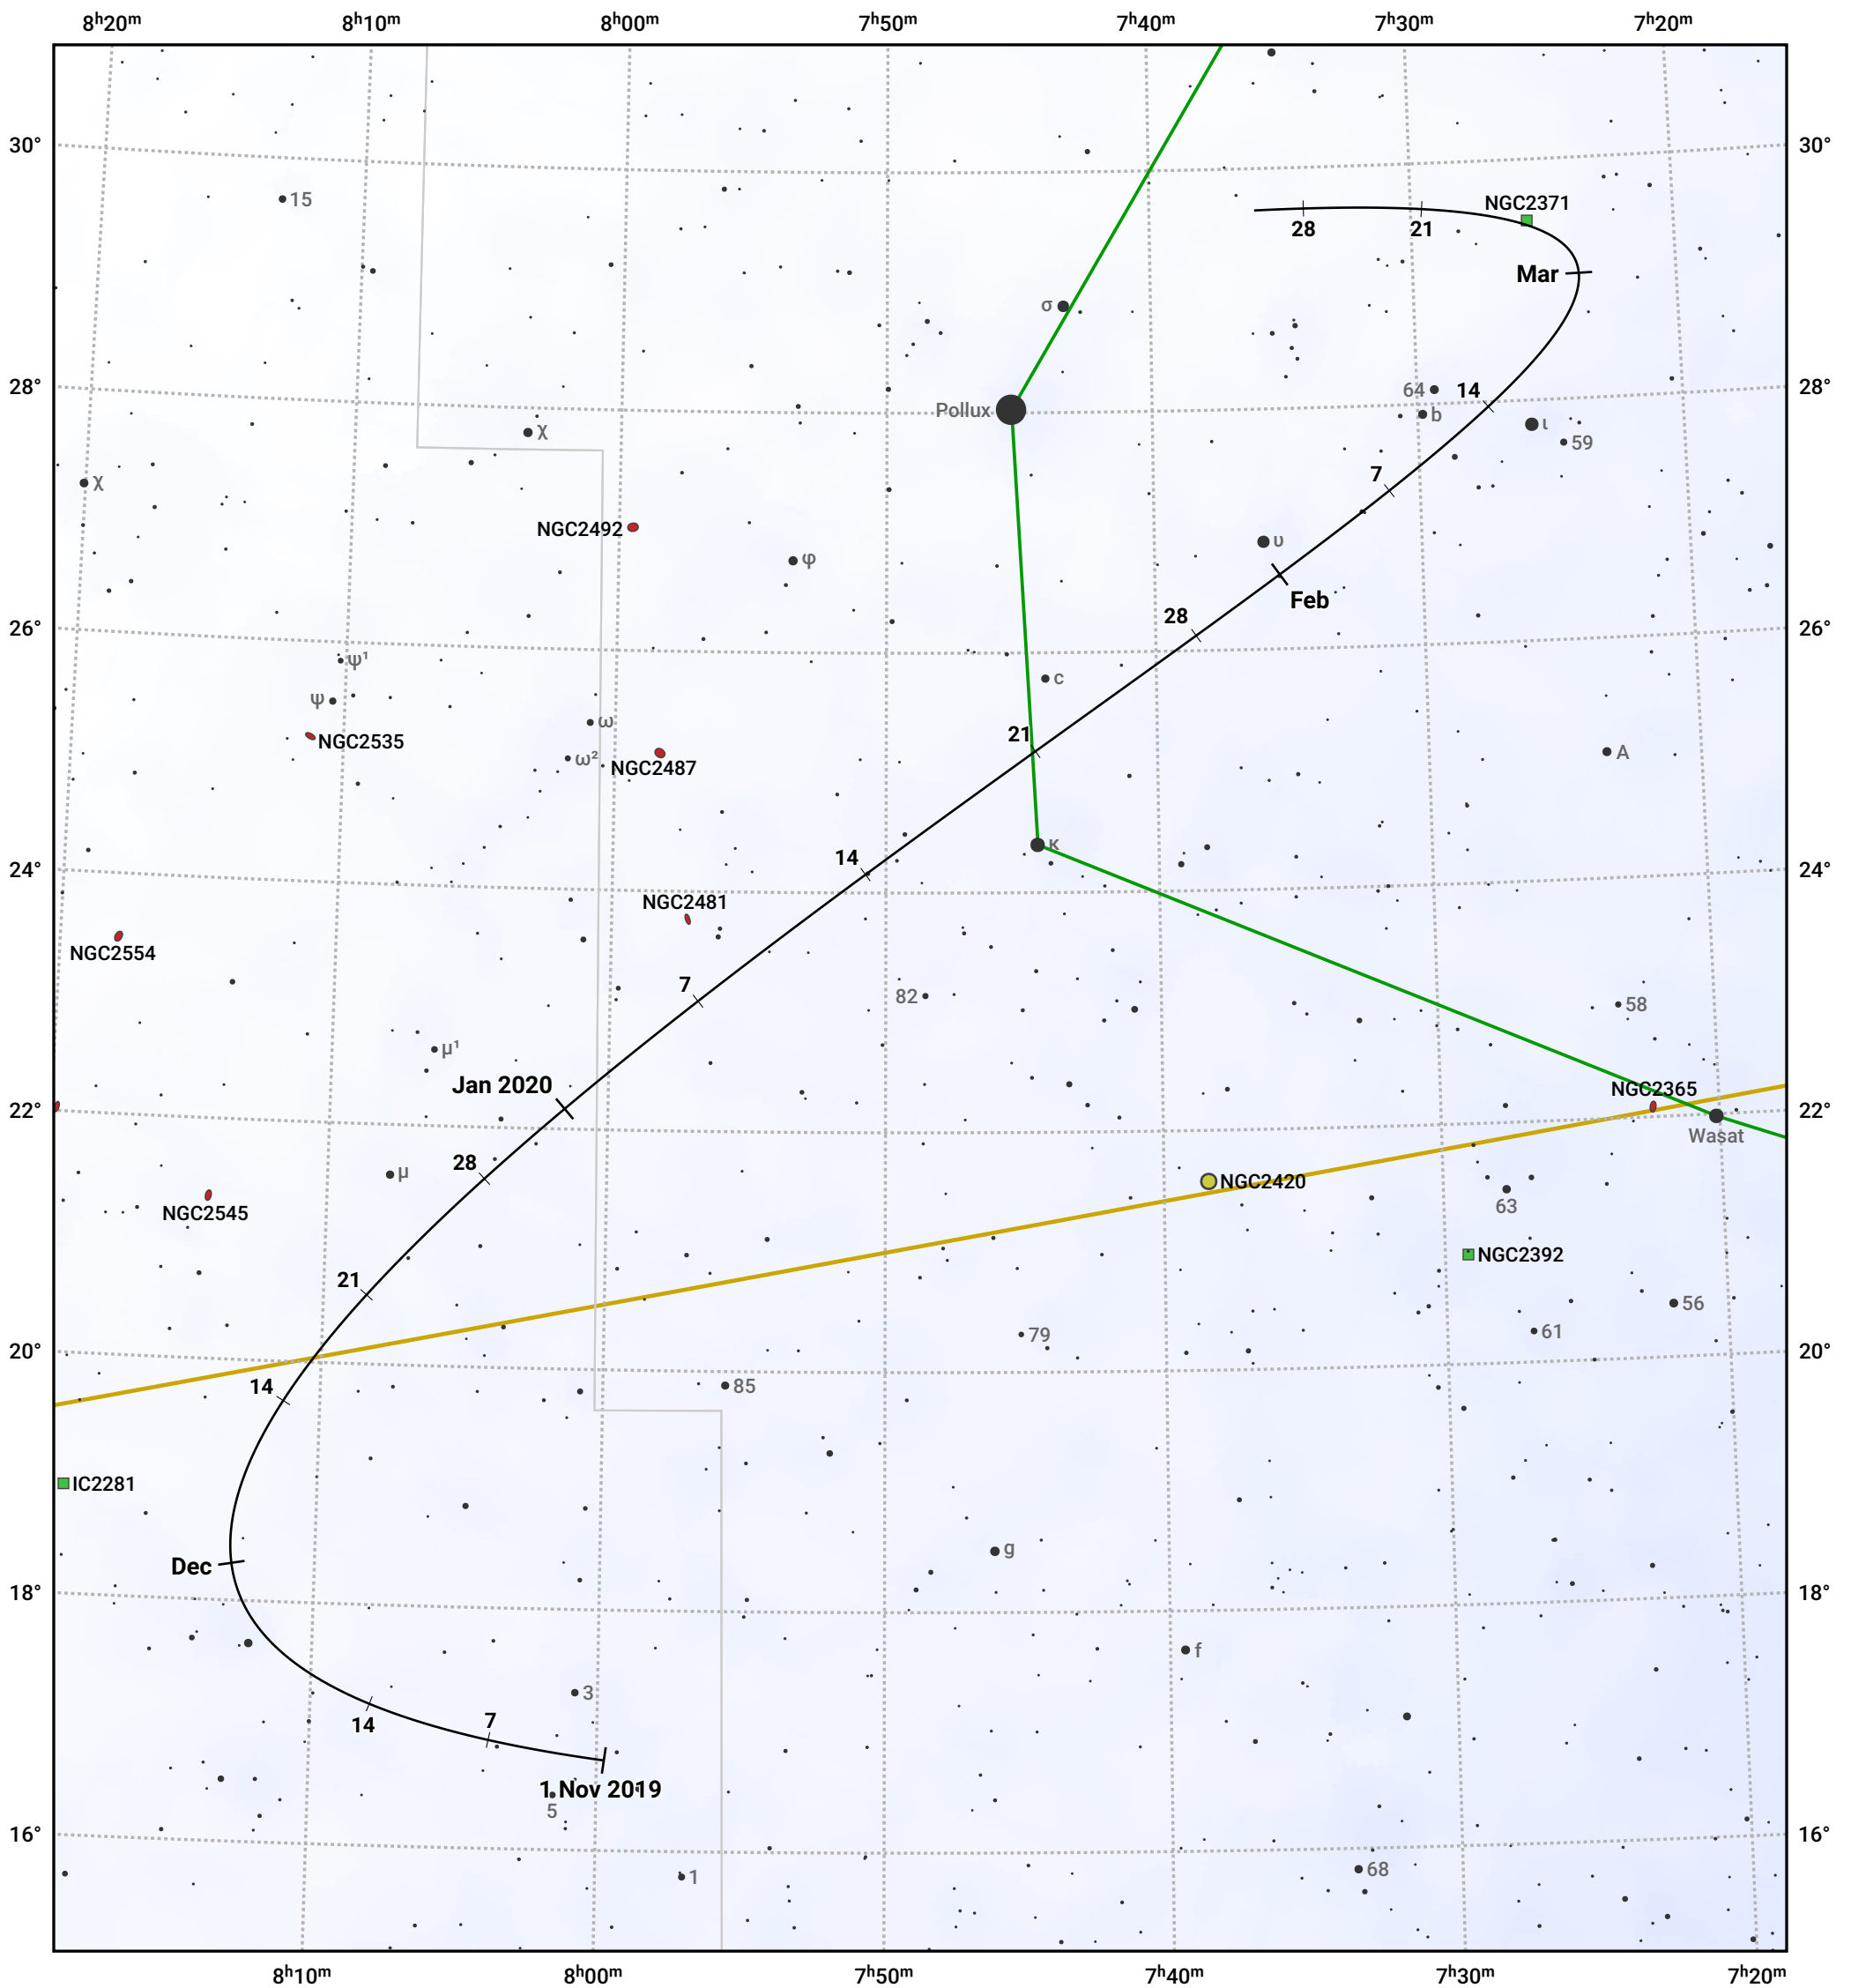 8h20m 8h10m 8h00m 7h50m 7h40m 7h30m 7h20m
30° 30°
15
NGC2371
28 21
Mar
σ
28° 28°
64 14
Pollux
b ι
χ
59
7
χ
NGC2492
υ
φ
Feb
28
26° 26°
ψ¹
c
ψ
ω
21
NGC2535
A
ω²
NGC2487
κ
14
24° 24°
NGC2481
NGC2554
7
82
58
μ¹
Jan 2020
NGC2365
22° 22°
Wasat
28
μ
NGC2420
63
NGC2545
NGC2392
21
56
61
79
20° 20°
14
85
IC2281
g
Dec
18° 18°
f
3
14 7
1 Nov 2019
5
16° 16°
68
1
8h10m 8h00m 7h50m 7h40m 7h30m 7h20m